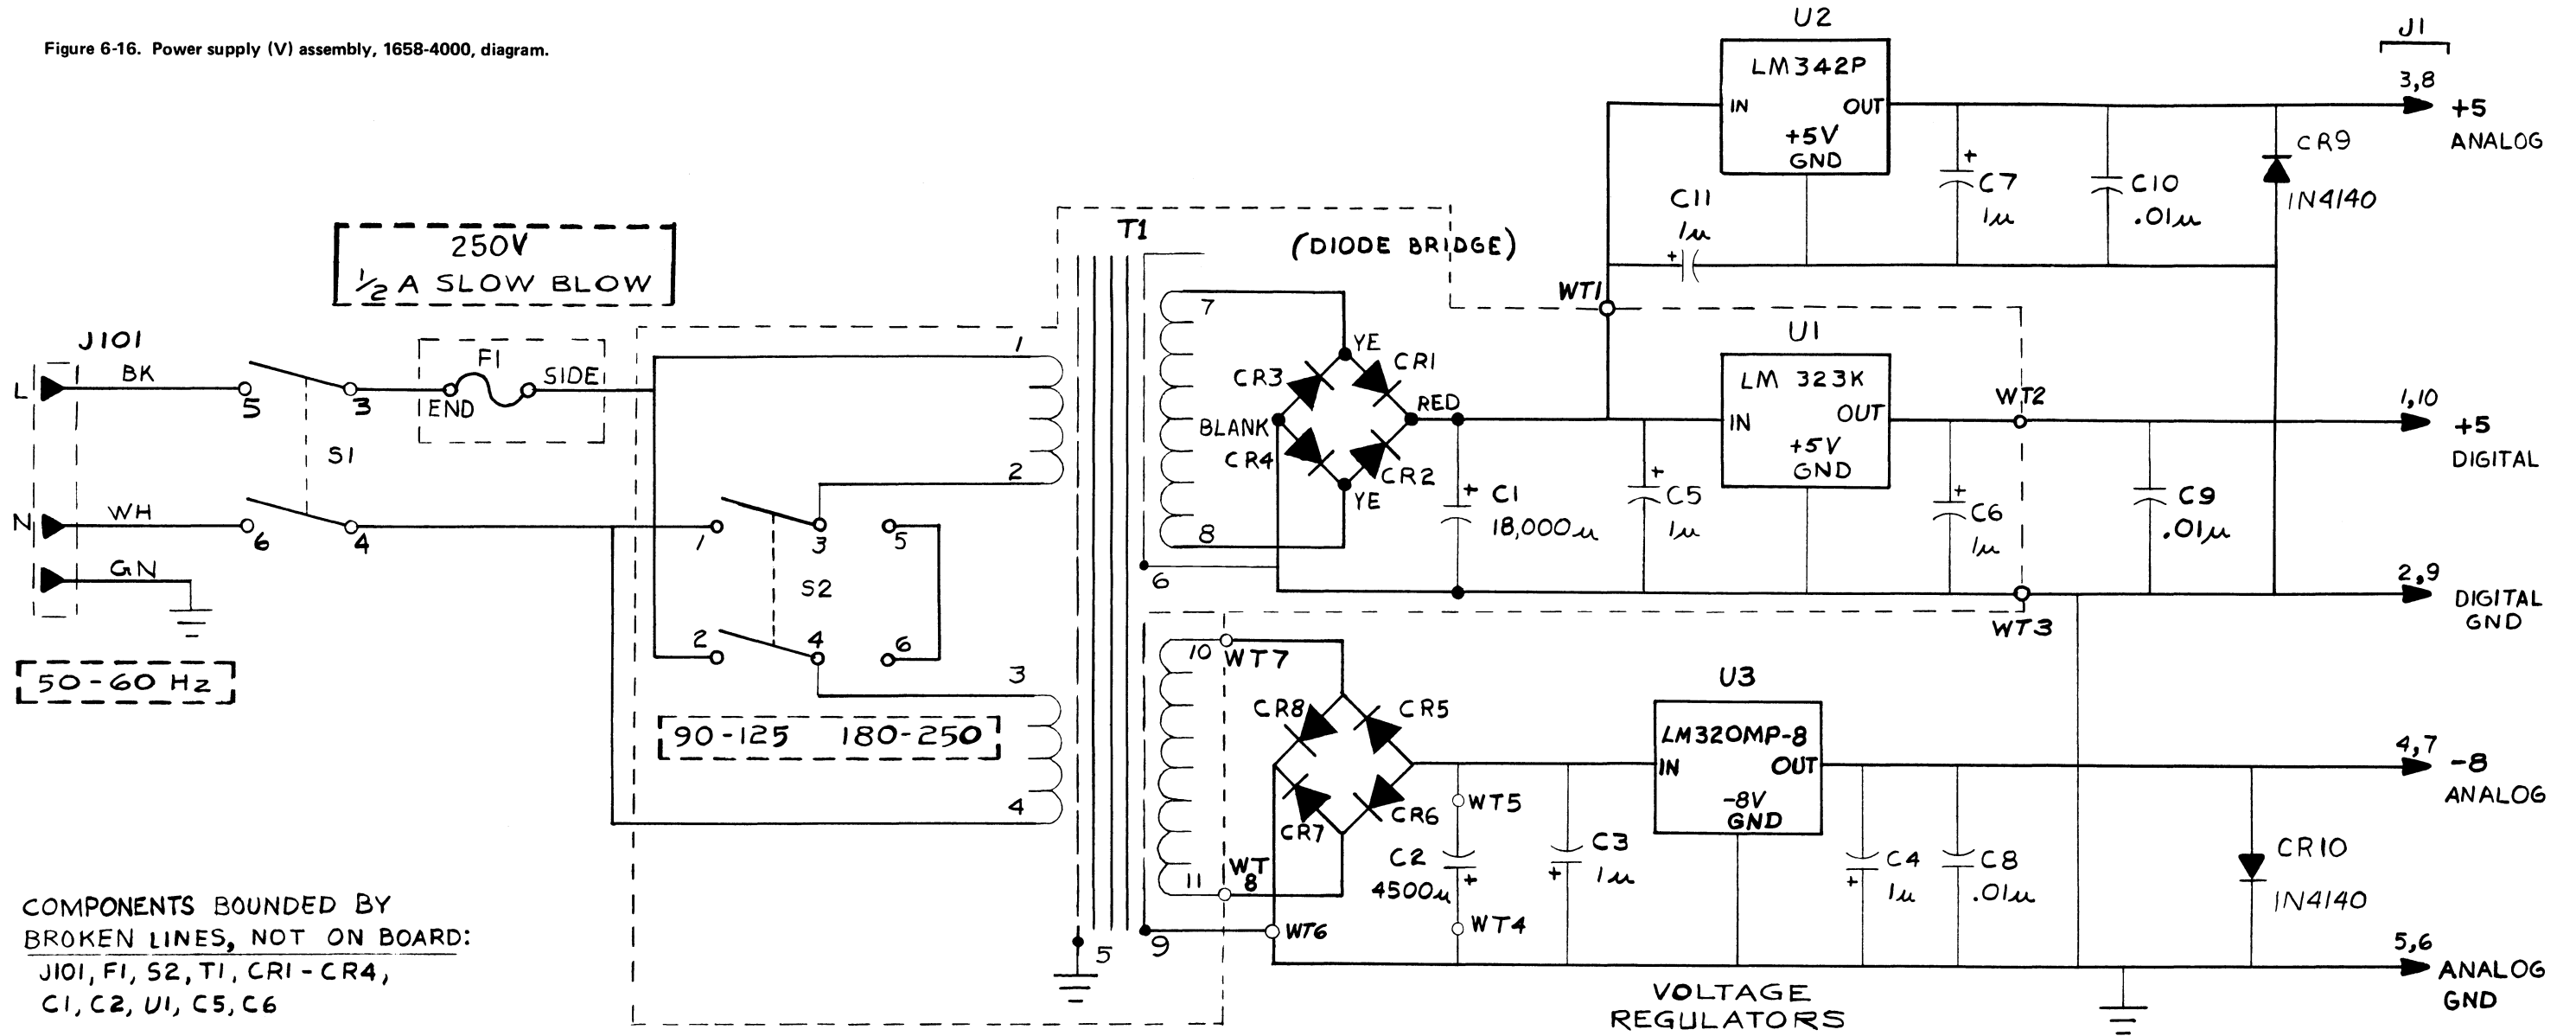 Figure 6-16. Power supply (V) assembly, 1658-4000, diagram.
250V
½ A SLOW BLOW
J101
L
BK
5
3
F1
END
SIDE
S1
N
WH
6
4
GN
50-60 Hz
1
2
1
3
5
S2
2
4
6
3
4
90-125 180-250
T1
5
6
7
8
9
10
11
(DIODE BRIDGE)
YE
CR3
CR1
BLANK
RED
CR4
CR2
YE
C1
18,000µ
WT1
U2
LM342P
IN
OUT
+5V
GND
C11
1µ
C7
1µ
C10
.01µ
CR9
1N4140
J1
3,8
+5
ANALOG
U1
LM 323K
IN
OUT
+5V
GND
C5
1µ
C6
1µ
WT2
C9
.01µ
1,10
+5
DIGITAL
WT3
2,9
DIGITAL
GND
WT7
CR8
CR5
CR7
CR6
WT
8
WT6
WT5
C2
4500µ
WT4
C3
1µ
U3
LM320MP-8
IN
OUT
-8V
GND
C4
1µ
C8
.01µ
CR10
1N4140
4,7
-8
ANALOG
5,6
ANALOG
GND
VOLTAGE
REGULATORS
COMPONENTS BOUNDED BY
BROKEN LINES, NOT ON BOARD:
J101, F1, S2, T1, CR1-CR4,
C1, C2, U1, C5, C6